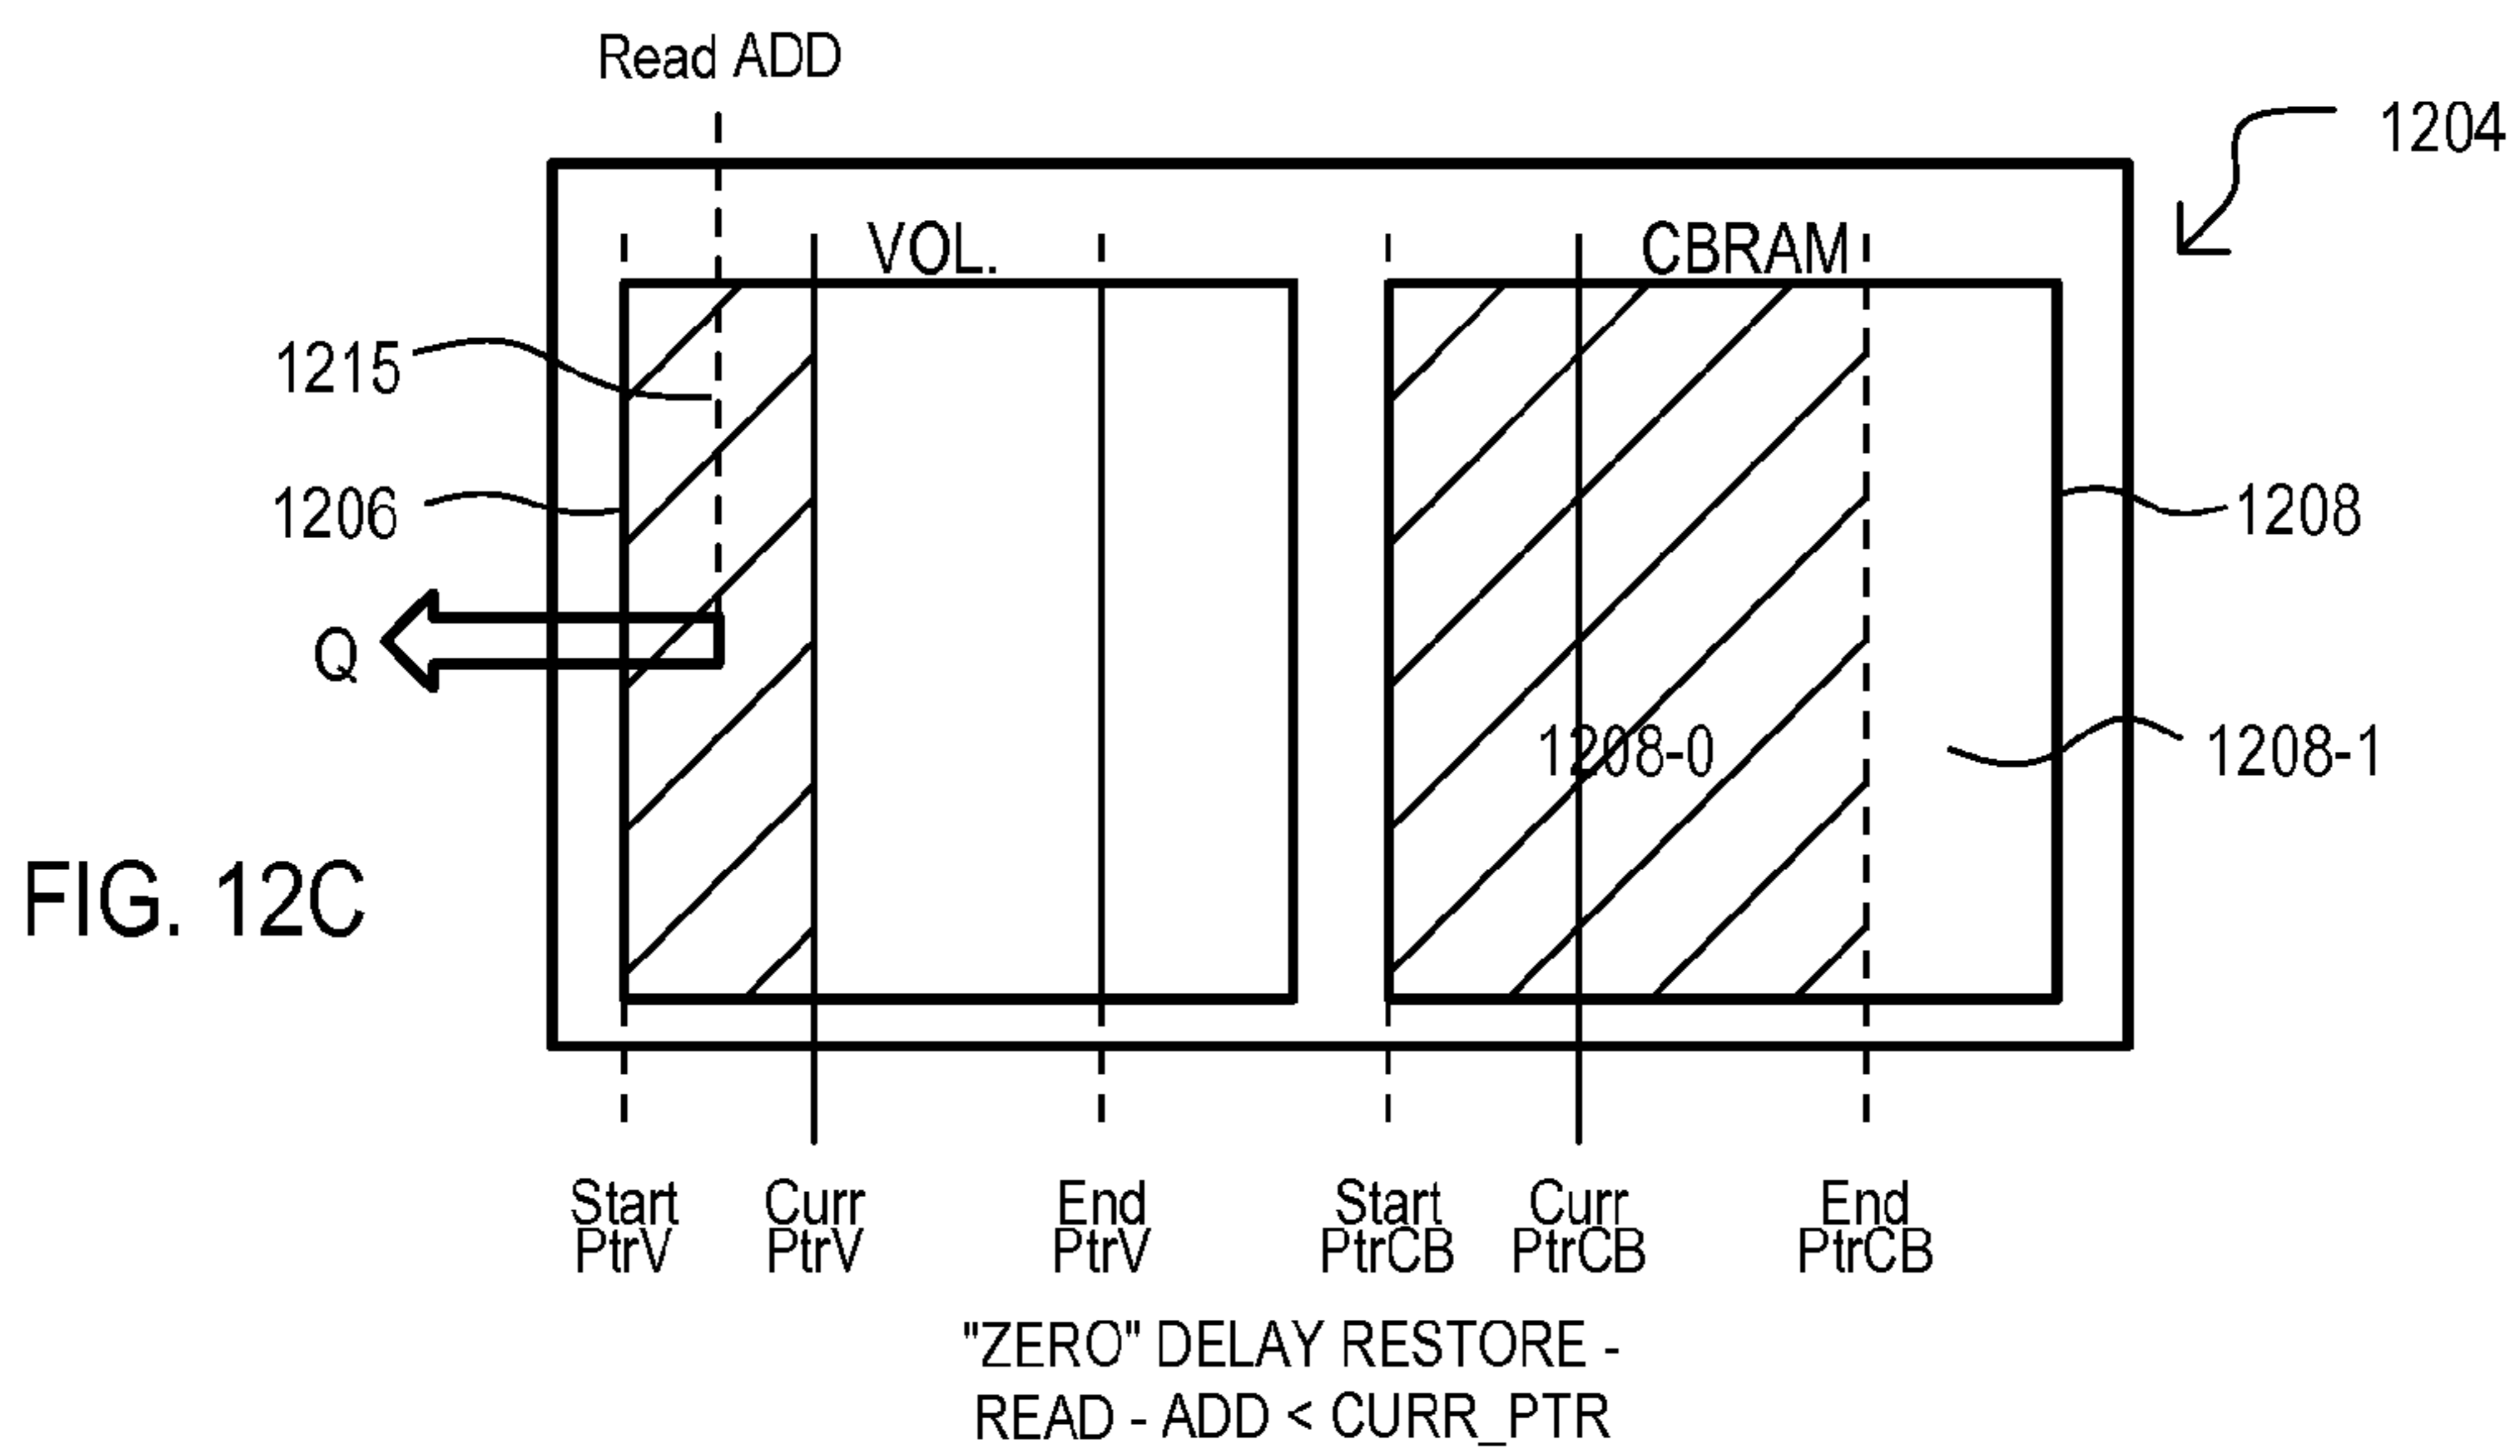 Read ADD
1204
VOL.
CBRAM
1215
1206
1208
Q
1208-0
1208-1
FIG. 12C
Start PtrV
Curr PtrV
End PtrV
Start PtrCB
Curr PtrCB
End PtrCB
"ZERO" DELAY RESTORE -
READ - ADD < CURR_PTR